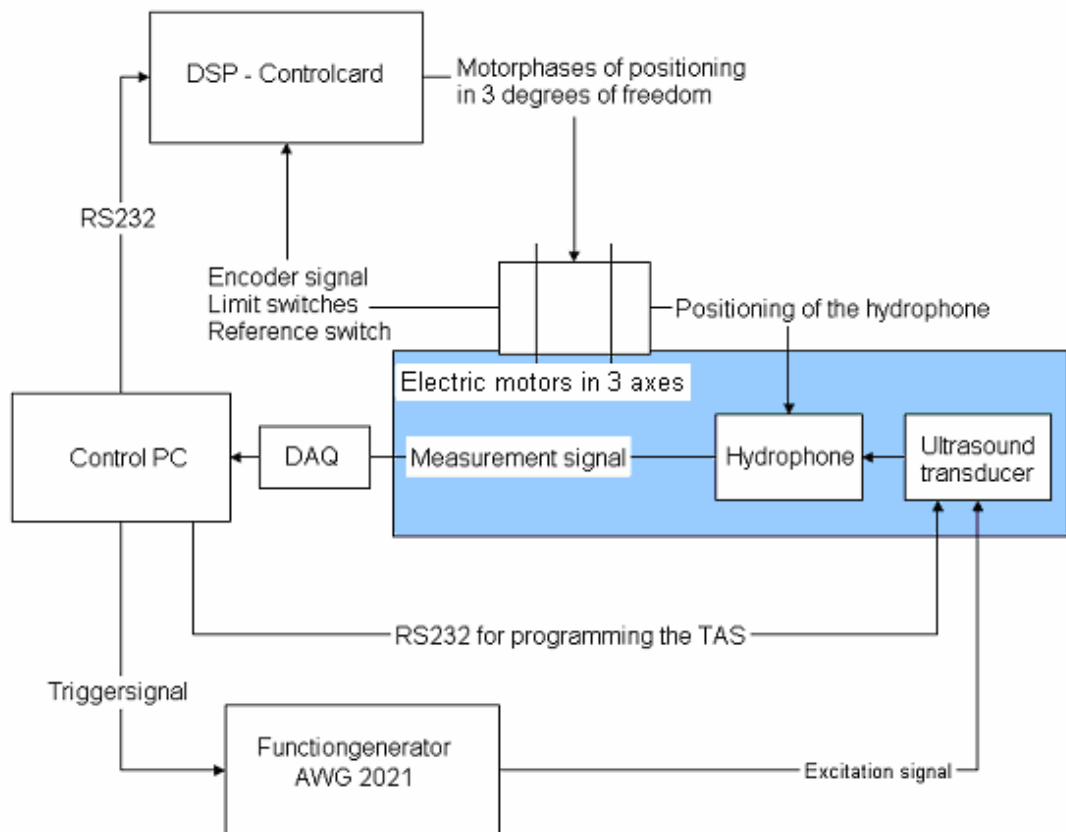 DSP - Controlcard
Motorphases of positioning
in 3 degrees of freedom
RS232
Encoder signal
Limit switches
Reference switch
Positioning of the hydrophone
Electric motors in 3 axes
Control PC
DAQ
Measurement signal
Hydrophone
Ultrasound
transducer
RS232 for programming the TAS
Triggersignal
Functiongenerator
AWG 2021
Excitation signal